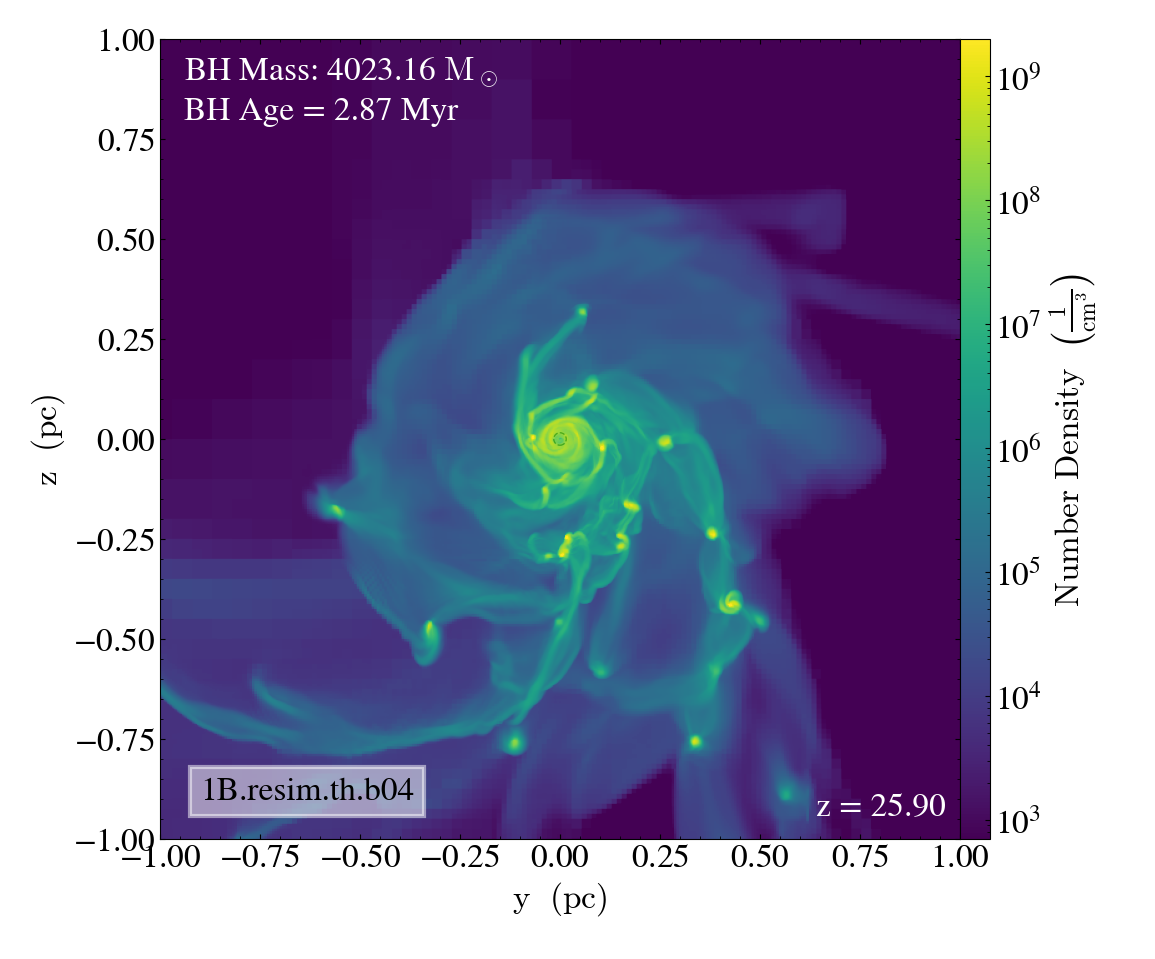 BH Mass: 4023.16 M⊙
BH Age = 2.87 Myr
1.00
0.75
0.50
0.25
0.00
−0.25
−0.50
−0.75
−1.00
z (pc)
1B.resim.th.b04
z = 25.90
−1.00 −0.75 −0.50 −0.25 0.00 0.25 0.50 0.75 1.00
y (pc)
10⁹
10⁸
10⁷
10⁶
10⁵
10⁴
10³
Number Density (1/cm³)